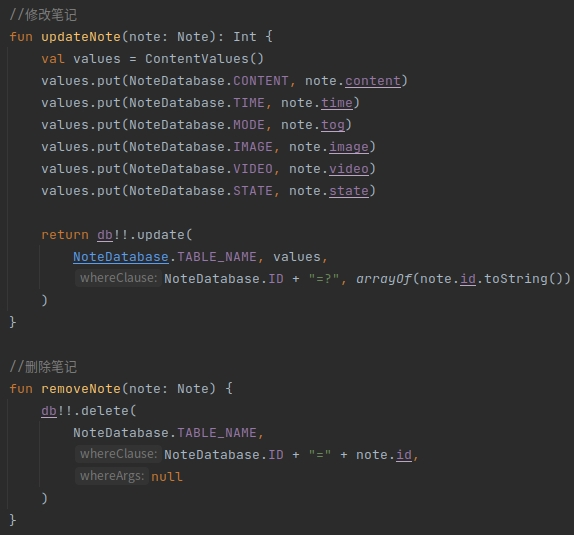 //修改笔记
fun updateNote(note: Note): Int {
    val values = ContentValues()
    values.put(NoteDatabase.CONTENT, note.content)
    values.put(NoteDatabase.TIME, note.time)
    values.put(NoteDatabase.MODE, note.tog)
    values.put(NoteDatabase.IMAGE, note.image)
    values.put(NoteDatabase.VIDEO, note.video)
    values.put(NoteDatabase.STATE, note.state)

    return db!!.update(
        NoteDatabase.TABLE_NAME, values,
        whereClause: NoteDatabase.ID + "=?", arrayOf(note.id.toString())
    )
}

//删除笔记
fun removeNote(note: Note) {
    db!!.delete(
        NoteDatabase.TABLE_NAME,
        whereClause: NoteDatabase.ID + "=" + note.id,
        whereArgs: null
    )
}